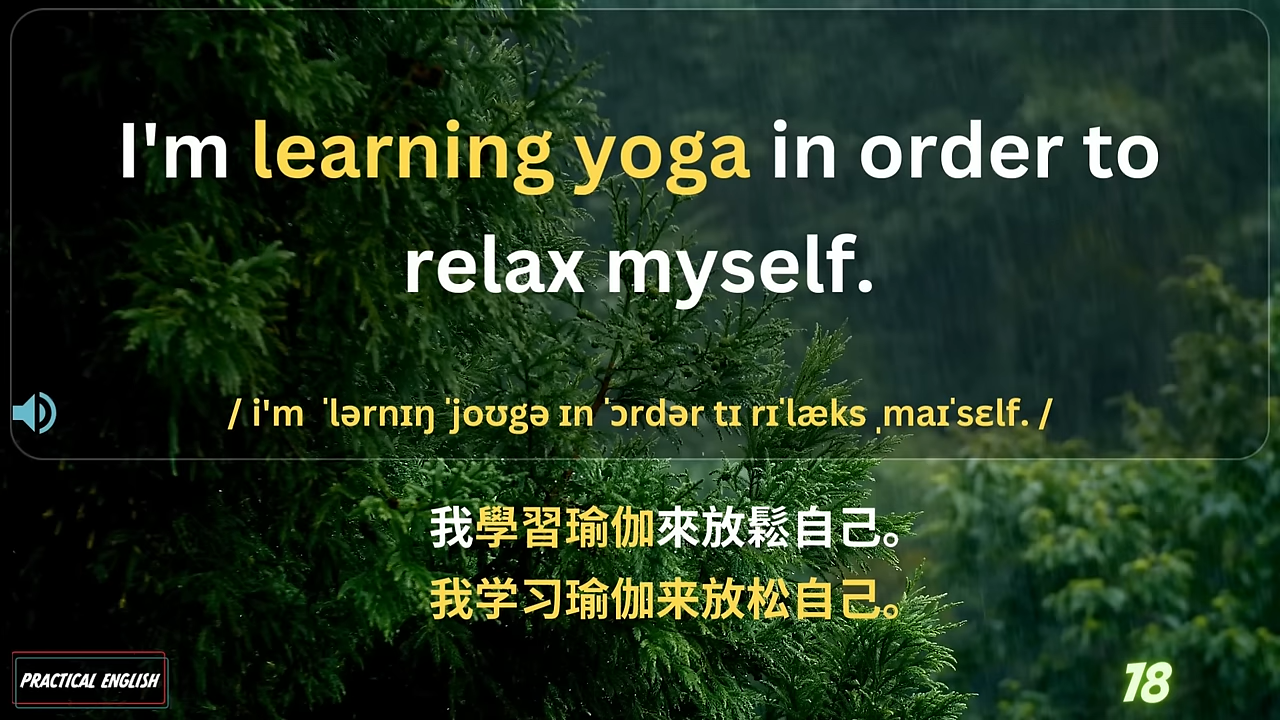 I'm learning yoga in order to
relax myself.
/ i'm ˈlərnɪŋ ˈjoʊgə ɪn ˈɔrdər tɪ rɪˈlæks ˌmaɪˈsɛlf. /
我學習瑜伽來放鬆自己。
我学习瑜伽来放松自己。
PRACTICAL ENGLISH
18